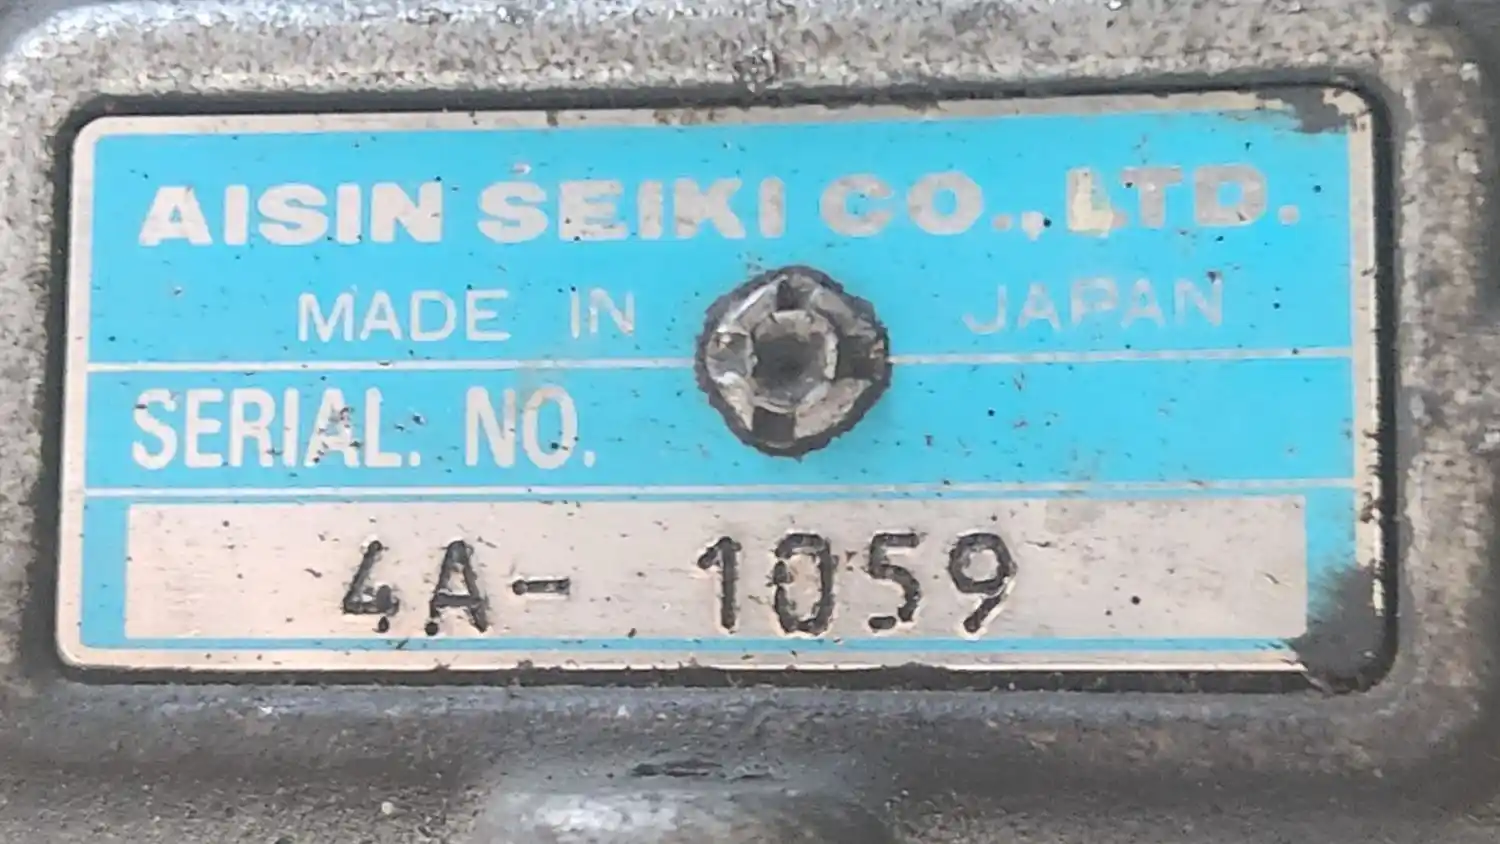 AISIN SEIKI CO., LTD.
MADE IN JAPAN
SERIAL. NO.
4A- 1059